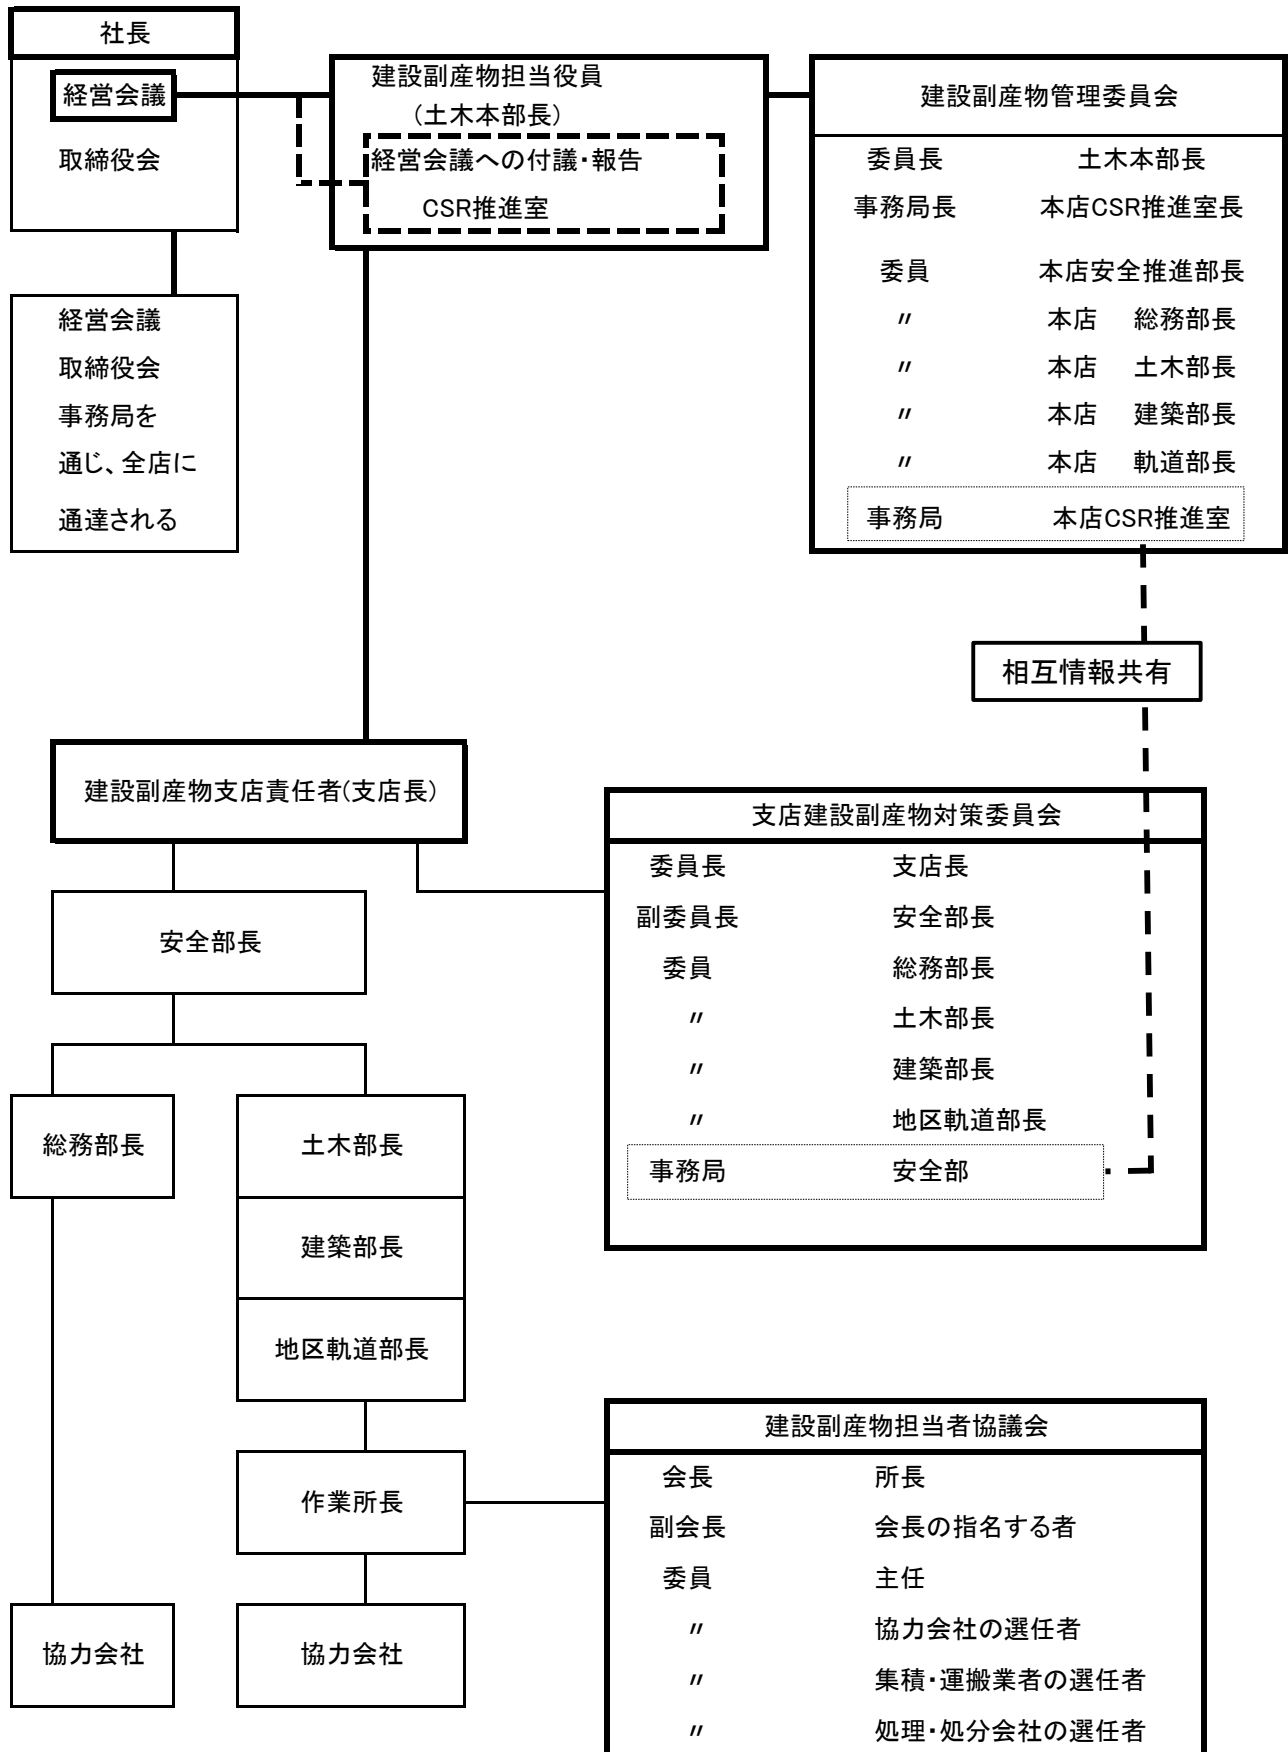 社長
経営会議
取締役会
経営会議
取締役会
事務局を
通じ、全店に
通達される
建設副産物担当役員
(土木本部長)
経営会議への付議・報告
CSR推進室
建設副産物管理委員会
委員長 土木本部長
事務局長 本店CSR推進室長
委員 本店安全推進部長
〃 本店 総務部長
〃 本店 土木部長
〃 本店 建築部長
〃 本店 軌道部長
事務局 本店CSR推進室
相互情報共有
建設副産物支店責任者(支店長)
安全部長
総務部長
土木部長
建築部長
地区軌道部長
作業所長
協力会社
協力会社
支店建設副産物対策委員会
委員長 支店長
副委員長 安全部長
委員 総務部長
〃 土木部長
〃 建築部長
〃 地区軌道部長
事務局 安全部
建設副産物担当者協議会
会長 所長
副会長 会長の指名する者
委員 主任
〃 協力会社の選任者
〃 集積・運搬業者の選任者
〃 処理・処分会社の選任者